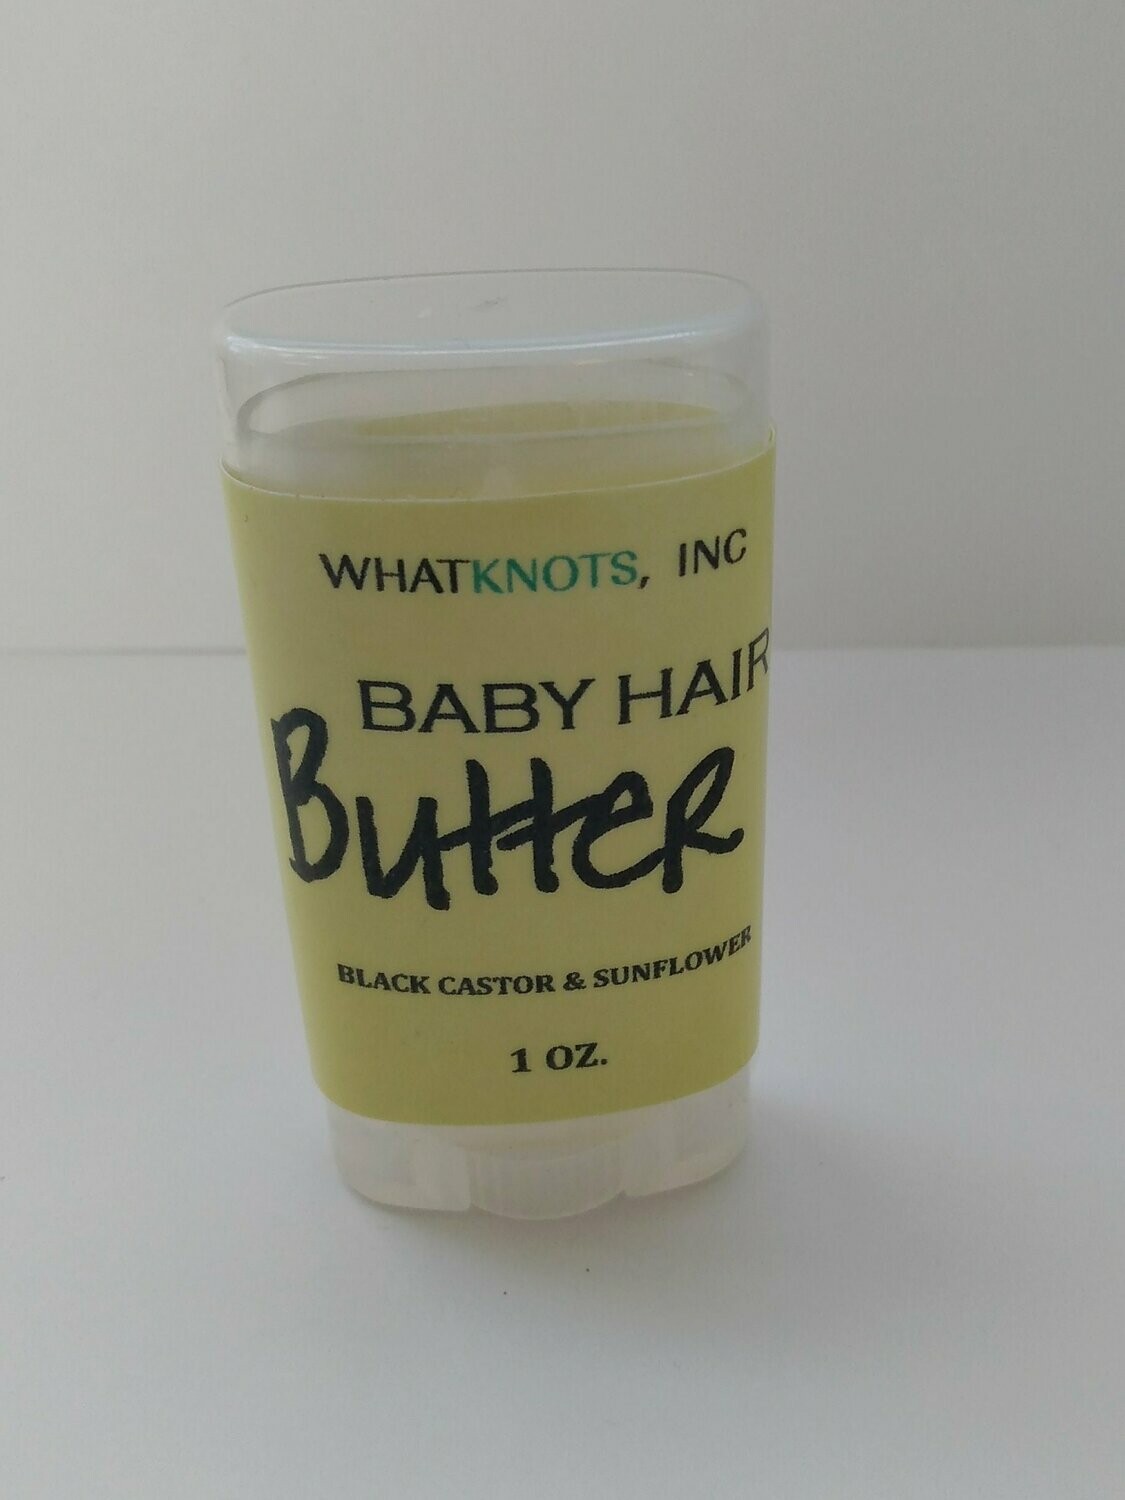 WHATKNOTS, INC
BABY HAIR
Butter
BLACK CASTOR & SUNFLOWER
1 OZ.